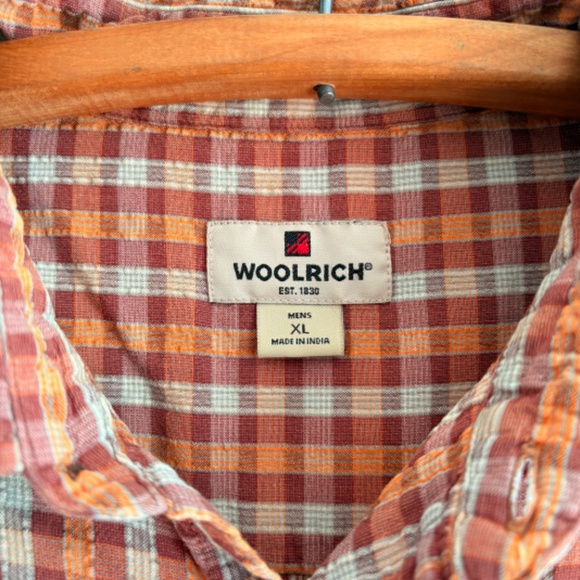 WOOLRICH®
EST. 1830
MENS
XL
MADE IN INDIA